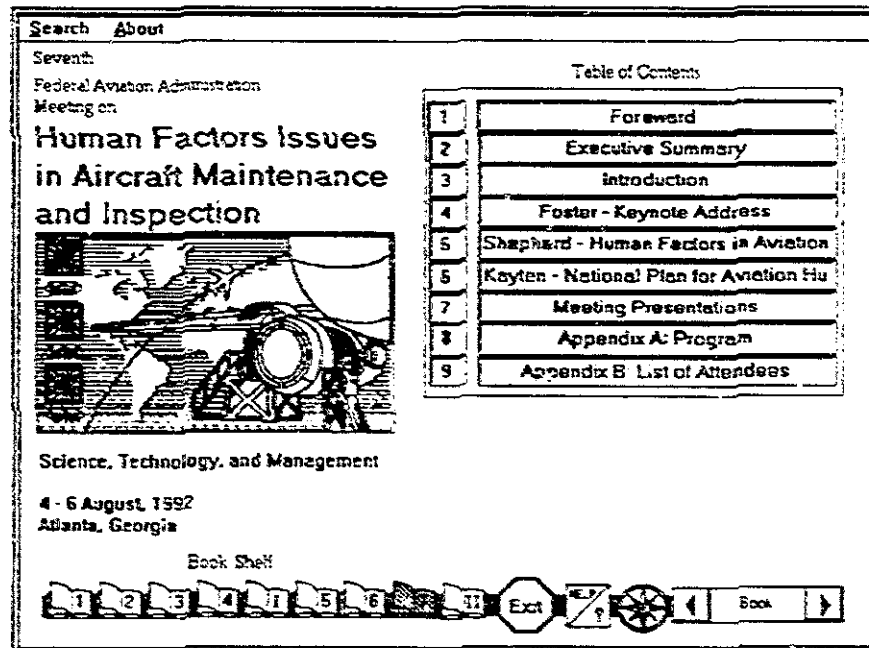 Search About
Seventh
Federal Aviation Administration
Meeting on
Human Factors Issues
in Aircraft Maintenance
and Inspection
Science, Technology, and Management
4 - 6 August, 1992
Atlanta, Georgia
Table of Contents
1 Foreward
2 Executive Summary
3 Introduction
4 Foster - Keynote Address
5 Shephard - Human Factors in Aviation
6 Kayten - National Plan for Aviation Hu
7 Meeting Presentations
8 Appendix A: Program
9 Appendix B: List of Attendees
Book Shelf
1 2 3 4 I 5 6 II Exit HELP ? Book